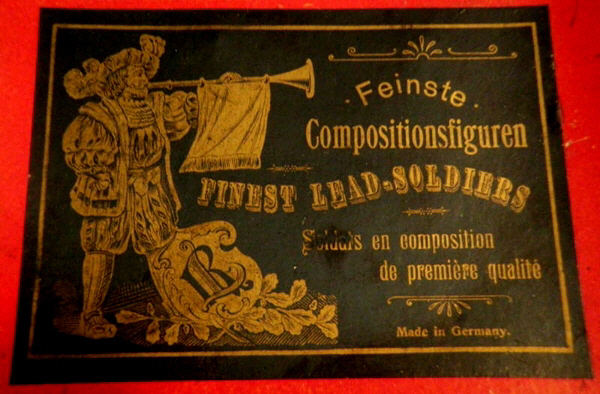 · Feinste ·
Compositionsfiguren
FINEST LEAD-SOLDIERS
Soldats en composition
de première qualité
Made in Germany.
B